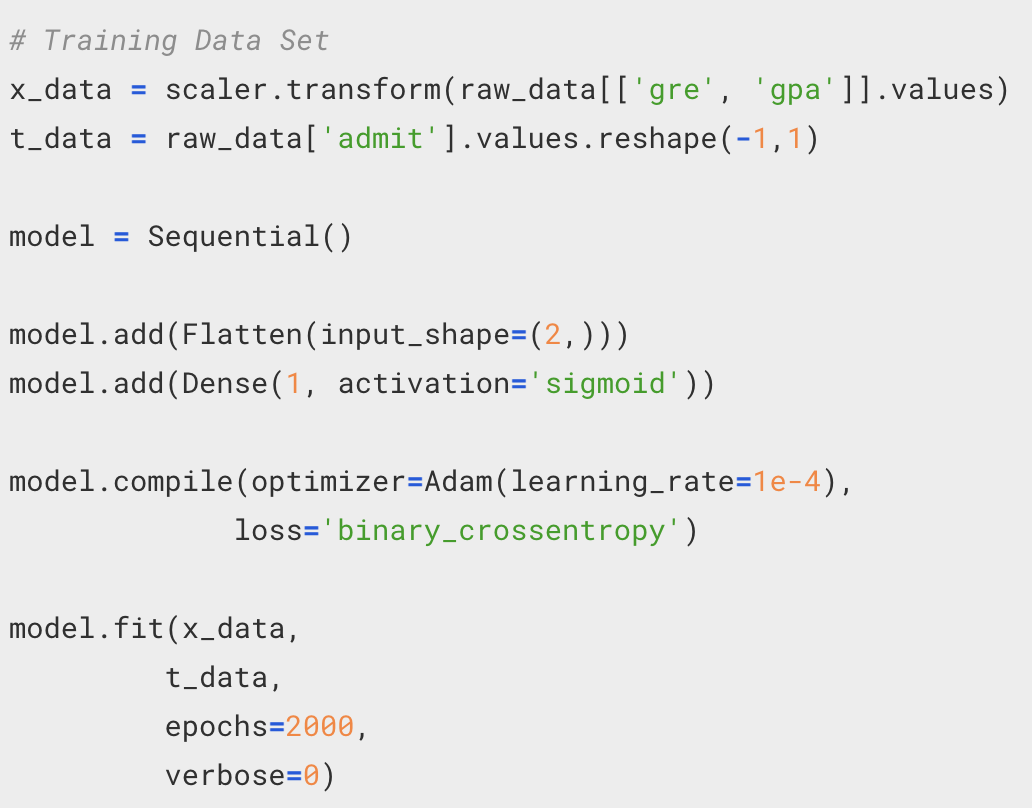 # Training Data Set
x_data = scaler.transform(raw_data[['gre', 'gpa']].values)
t_data = raw_data['admit'].values.reshape(-1,1)

model = Sequential()

model.add(Flatten(input_shape=(2,)))
model.add(Dense(1, activation='sigmoid'))

model.compile(optimizer=Adam(learning_rate=1e-4),
             loss='binary_crossentropy')

model.fit(x_data,
         t_data,
         epochs=2000,
         verbose=0)